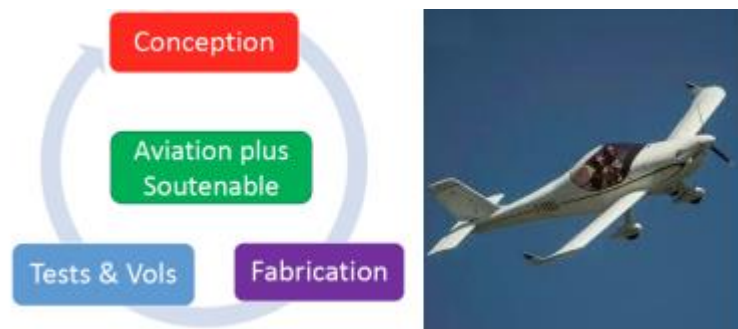 Conception
Aviation plus
Soutenable
Tests & Vols
Fabrication